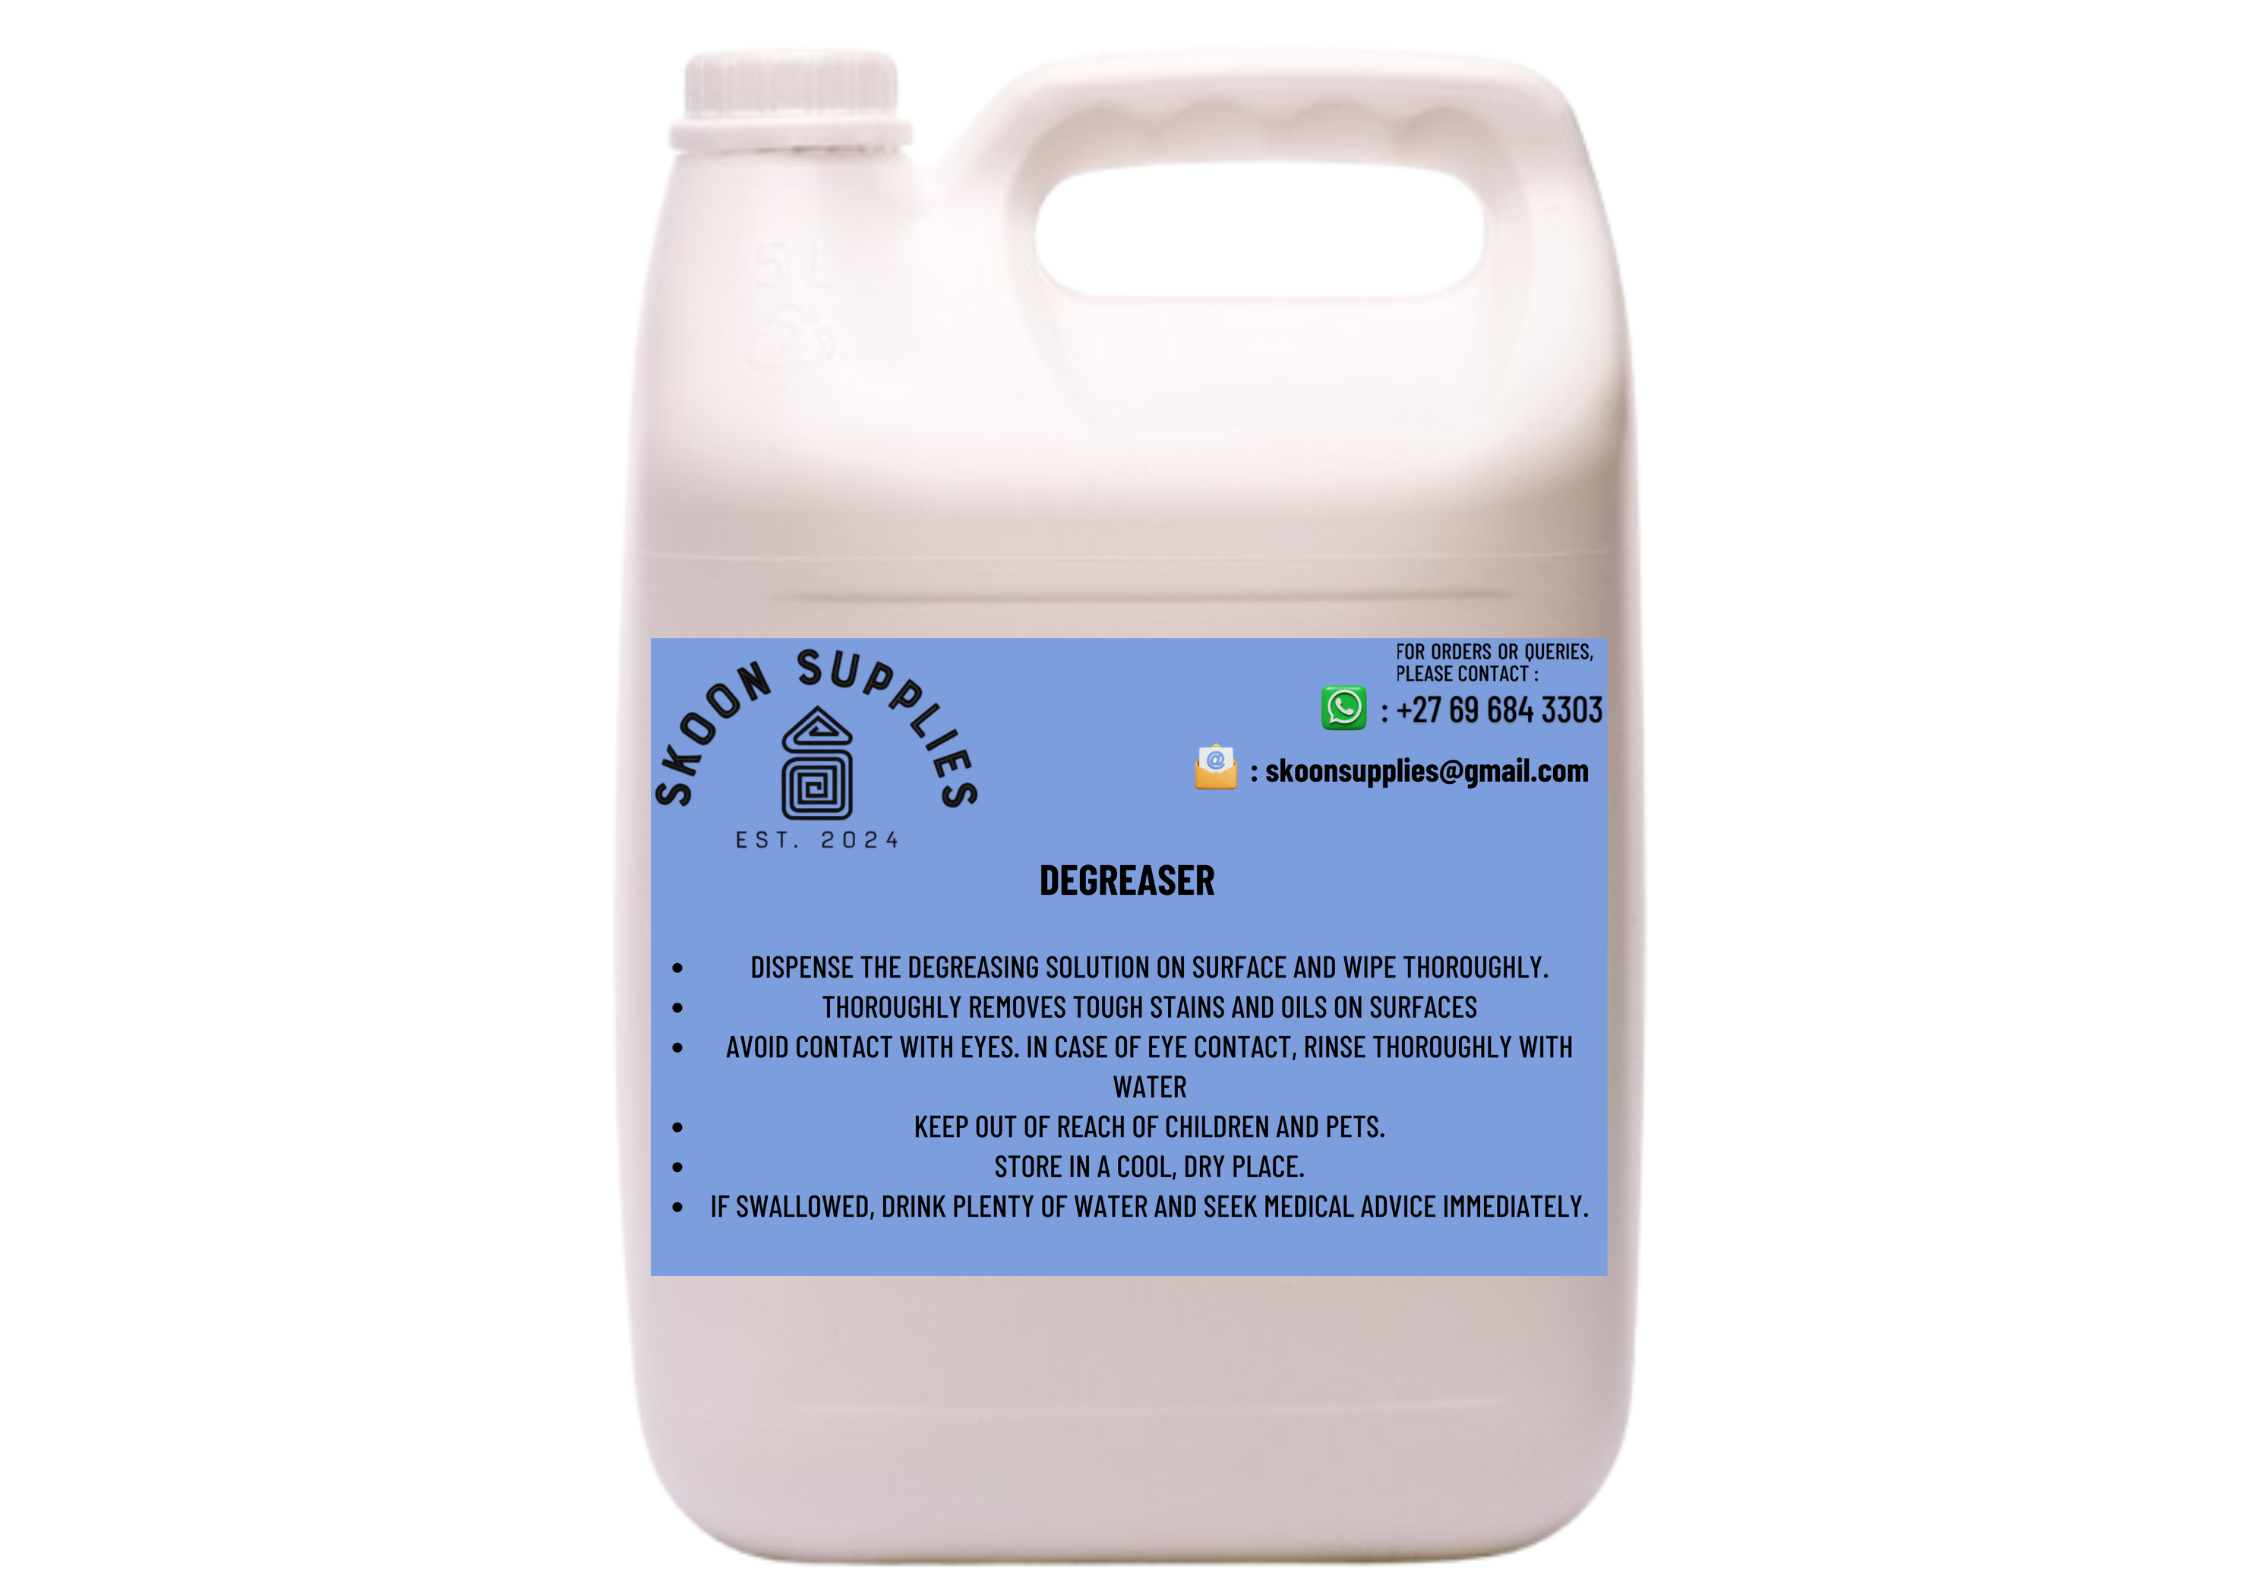 5 L
SKOON SUPPLIES
EST. 2024
FOR ORDERS OR QUERIES,
PLEASE CONTACT :
: +27 69 684 3303
@
: skoonsupplies@gmail.com
DEGREASER
• DISPENSE THE DEGREASING SOLUTION ON SURFACE AND WIPE THOROUGHLY.
• THOROUGHLY REMOVES TOUGH STAINS AND OILS ON SURFACES
• AVOID CONTACT WITH EYES. IN CASE OF EYE CONTACT, RINSE THOROUGHLY WITH
WATER
• KEEP OUT OF REACH OF CHILDREN AND PETS.
• STORE IN A COOL, DRY PLACE.
• IF SWALLOWED, DRINK PLENTY OF WATER AND SEEK MEDICAL ADVICE IMMEDIATELY.